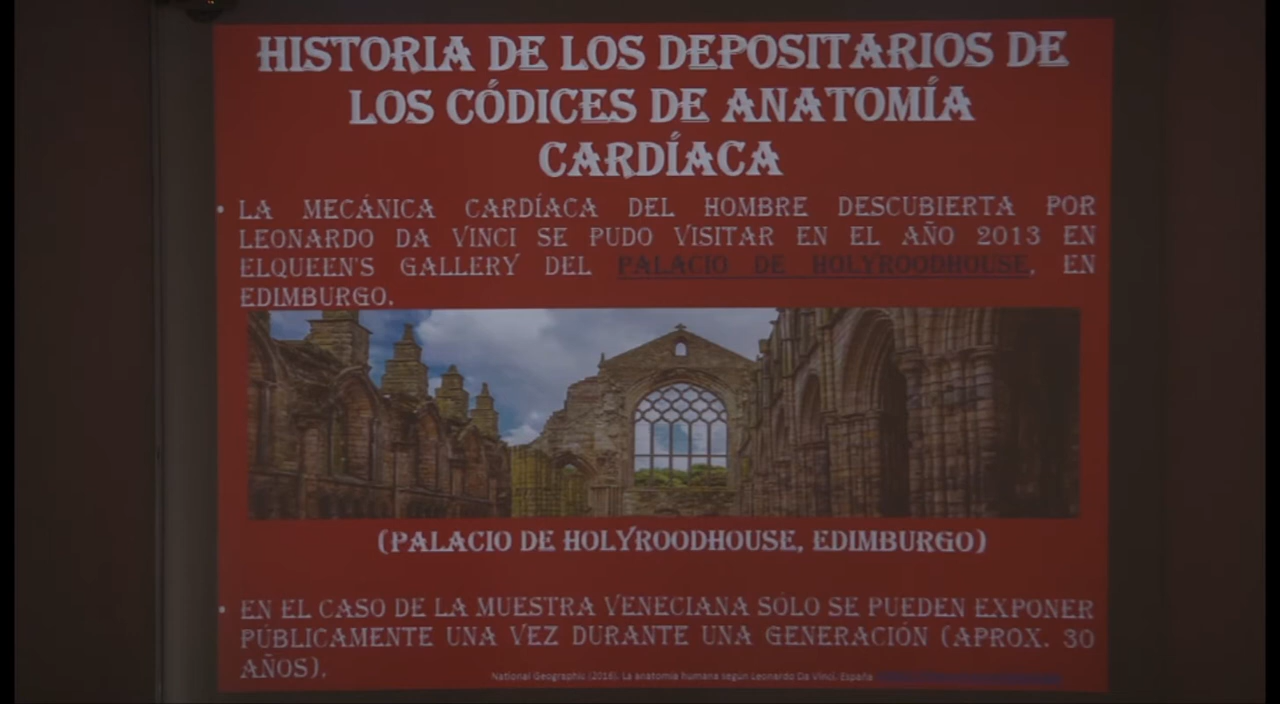 HISTORIA DE LOS DEPOSITARIOS DE
LOS CÓDICES DE ANATOMÍA
CARDÍACA
• LA MECÁNICA CARDÍACA DEL HOMBRE DESCUBIERTA POR
LEONARDO DA VINCI SE PUDO VISITAR EN EL AÑO 2013 EN
ELQUEEN'S GALLERY DEL PALACIO DE HOLYROODHOUSE, EN
EDIMBURGO.
(PALACIO DE HOLYROODHOUSE, EDIMBURGO)
• EN EL CASO DE LA MUESTRA VENECIANA SÓLO SE PUEDEN EXPONER
PÚBLICAMENTE UNA VEZ DURANTE UNA GENERACIÓN (APROX. 30
AÑOS).
National Geographic (2016). La anatomía humana según Leonardo Da Vinci. España